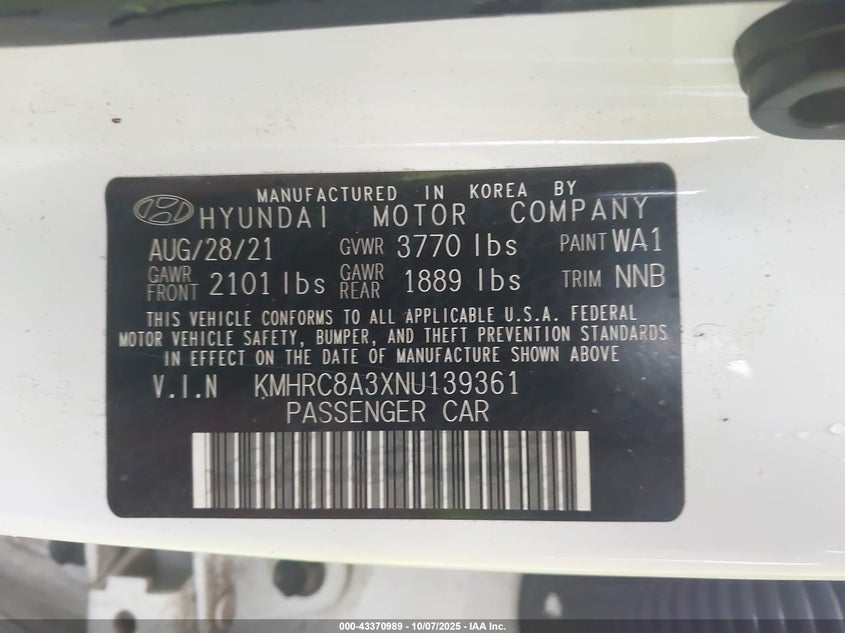 MANUFACTURED IN KOREA BY
HYUNDAI MOTOR COMPANY
AUG/28/21 GVWR 3770 lbs PAINT WA1
GAWR FRONT 2101 lbs GAWR REAR 1889 lbs TRIM NNB
THIS VEHICLE CONFORMS TO ALL APPLICABLE U.S.A. FEDERAL
MOTOR VEHICLE SAFETY, BUMPER, AND THEFT PREVENTION STANDARDS
IN EFFECT ON THE DATE OF MANUFACTURE SHOWN ABOVE
V.I.N KMHRC8A3XNU139361
PASSENGER CAR
000-43370989 - 10/07/2025 - IAA Inc.